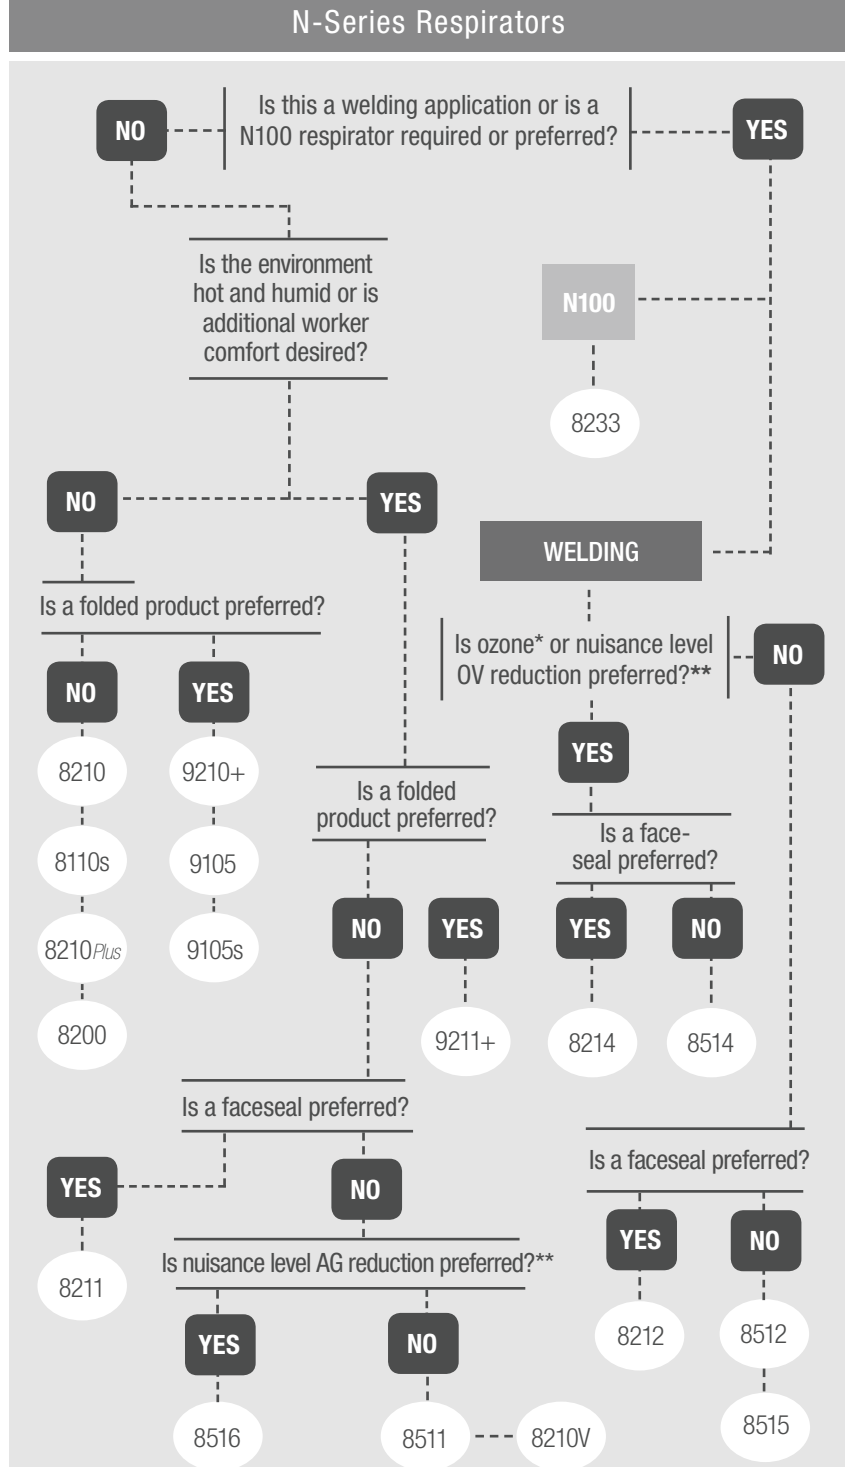 N-Series Respirators
NO
Is this a welding application or is a
N100 respirator required or preferred?
YES
Is the environment
hot and humid or is
additional worker
comfort desired?
N100
8233
NO
YES
WELDING
Is a folded product preferred?
NO
YES
8210
9210+
8110s
9105
8210Plus
9105s
8200
Is a folded
product preferred?
NO
YES
9211+
Is ozone* or nuisance level
OV reduction preferred?**
NO
YES
Is a face-
seal preferred?
YES
NO
8214
8514
Is a faceseal preferred?
YES
NO
8211
Is nuisance level AG reduction preferred?**
YES
NO
8516
8511
8210V
Is a faceseal preferred?
YES
NO
8212
8512
8515